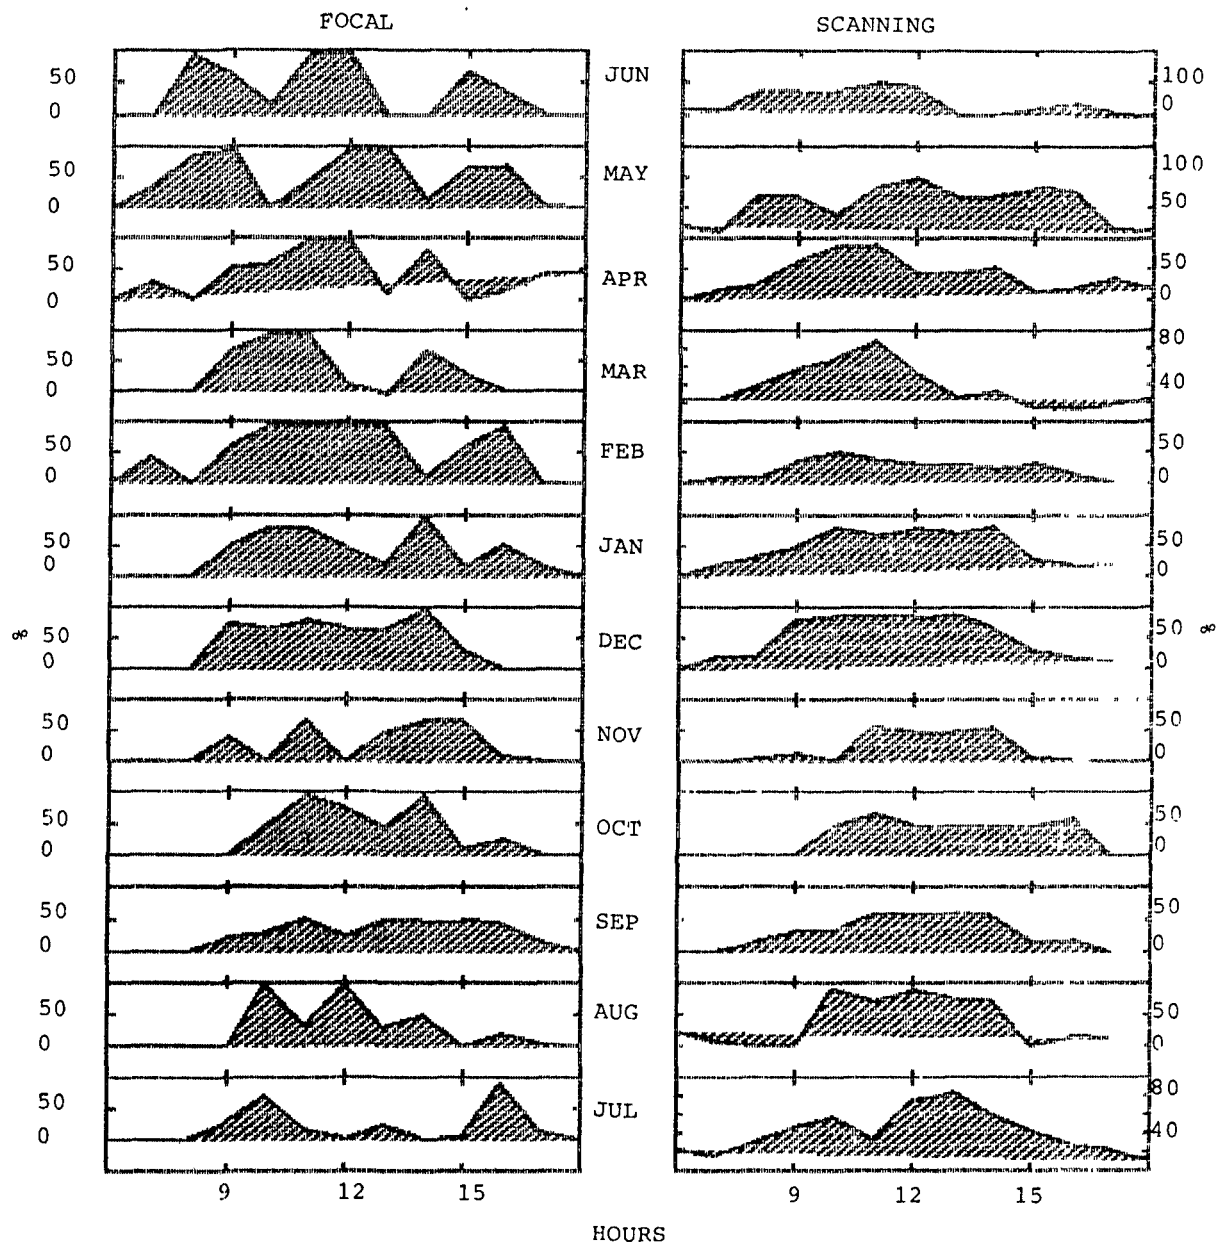 FOCAL SCANNING
50 JUN 100
0 0
50 MAY 100
0 50
50 APR 50
0 0
50 MAR 80
0 40
50 FEB 50
0 0
50 JAN 50
0 0
% 50 DEC 50 %
0 0
50 NOV 50
0 0
50 OCT 50
0 0
50 SEP 50
0 0
50 AUG 50
0 0
50 JUL 80
0 40
9 12 15 9 12 15
HOURS